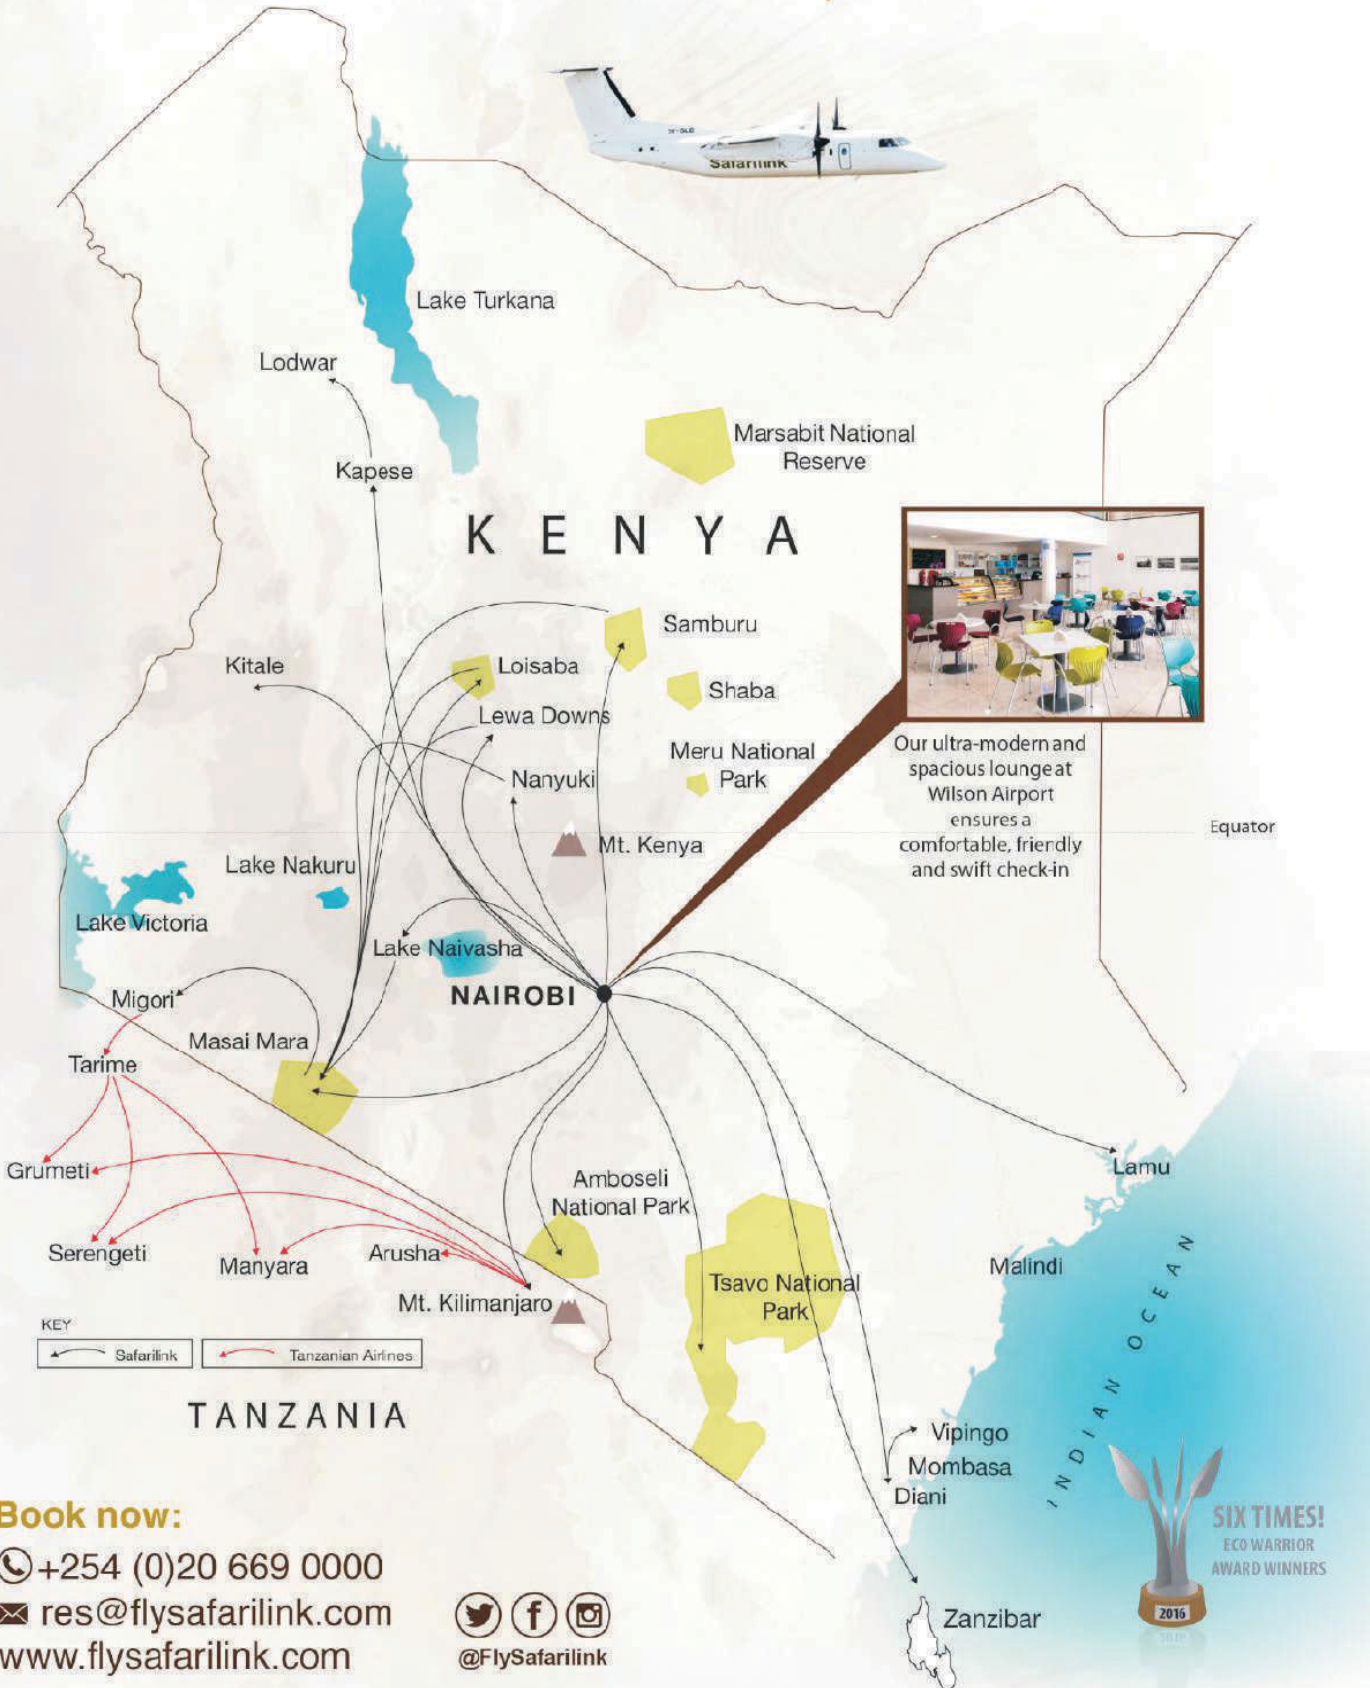 Safarilink
Lake Turkana
Lodwar
Kapese
Marsabit National
Reserve
KENYA
Samburu
Kitale
Loisaba
Shaba
Lewa Downs
Meru National
Park
Nanyuki
Our ultra-modern and
spacious lounge at
Wilson Airport
ensures a
comfortable, friendly
and swift check-in
Equator
Mt. Kenya
Lake Nakuru
Lake Victoria
Lake Naivasha
NAIROBI
Migori
Masai Mara
Tarime
Grumeti
Amboseli
National Park
Lamu
Serengeti
Manyara
Arusha
Malindi
Tsavo National
Park
Mt. Kilimanjaro
INDIAN OCEAN
KEY
Safarilink
Tanzanian Airlines
TANZANIA
Vipingo
Mombasa
Diani
Book now:
+254 (0)20 669 0000
res@flysafarilink.com
www.flysafarilink.com
@FlySafarilink
Zanzibar
SIX TIMES!
ECO WARRIOR
AWARD WINNERS
2016